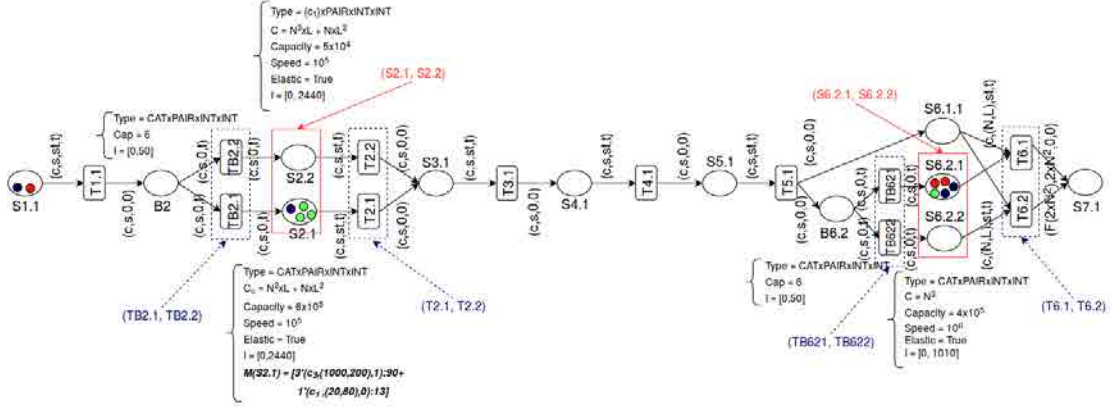 Type = {c₁}xPAIRxINTxINT
C = N²xL + NxL²
Capacity = 5x10⁴
Speed = 10⁵
Elastic = True
I = [0, 2440]
(S2.1, S2.2)
(S6.2.1, S6.2.2)
Type = CATxPAIRxINTxINT
Cap = 6
I = [0,50]
S1.1
(c,s,st,t)
T1.1
(c,s,0,0)
B2
(c,s,0,t)
TB2.2
(c,s,0,t)
S2.2
(c,s,st,t)
T2.2
(c,s,0,0)
(c,s,0,t)
TB2.1
(c,s,0,t)
S2.1
(c,s,st,t)
T2.1
(c,s,0,0)
S3.1
(c,s,st,t)
T3.1
(c,s,0,0)
S4.1
(c,s,st,t)
T4.1
(c,s,0,0)
S5.1
(c,s,st,t)
T5.1
(c,s,0,0)
S6.1.1
(c,(N,L),st,t)
T6.1
(c,s,0,0)
B6.2
(c,s,0,t)
TB621
(c,s,0,t)
S6.2.1
(c,s,0,t)
TB622
(c,s,0,t)
S6.2.2
(c,(N,L),st,t)
T6.2
S7.1
(TB2.1, TB2.2)
Type = CATxPAIRxINTxINT
Speed = 10⁵
Elastic = True
I = [0,2440]
M(S2.1) = [3'(c₃,(1000,200),1):90+
1'(c₁,(20,80),0):13]
(T2.1, T2.2)
Type = CATxPAIRxINTxINT
Cap = 6
I = [0,50]
(TB621, TB622)
Type = CATxPAIRxINTxINT
Capacity = 4x10⁵
Elastic = True
I = [0, 1010]
(T6.1, T6.2)